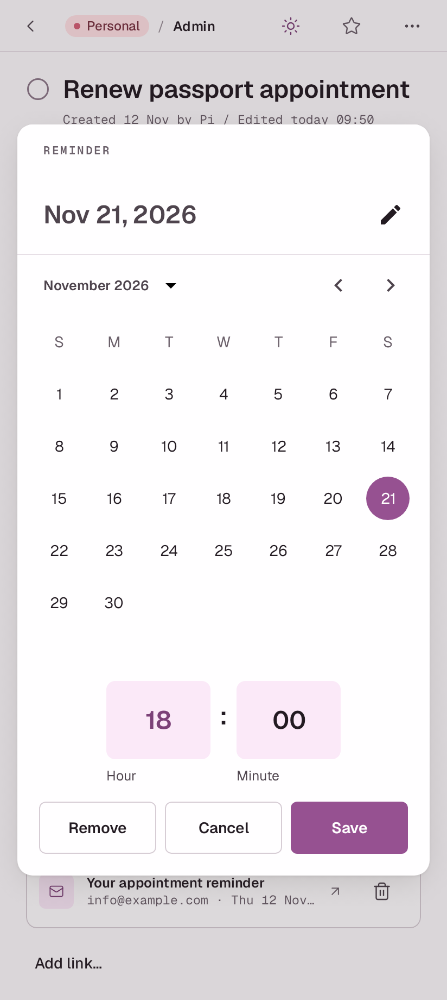 Personal / Admin
Renew passport appointment
Created 12 Nov by Pi / Edited today 09:50
REMINDER
Nov 21, 2026
November 2026
S M T W T F S
1 2 3 4 5 6 7
8 9 10 11 12 13 14
15 16 17 18 19 20 21
22 23 24 25 26 27 28
29 30
18 : 00
Hour Minute
Remove Cancel Save
Your appointment reminder
info@example.com · Thu 12 Nov…
Add link…